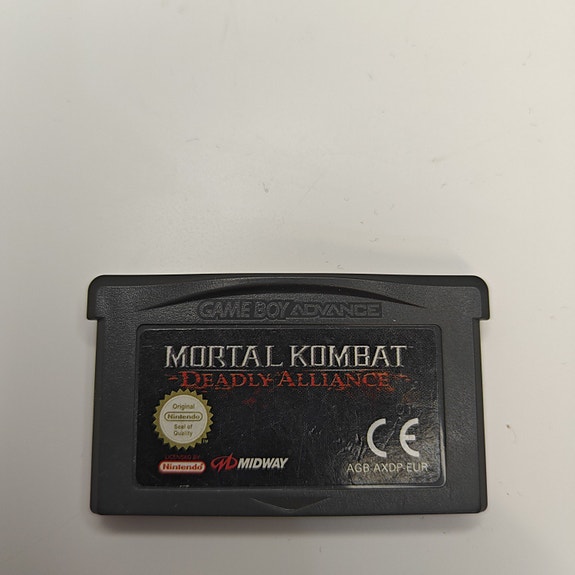 GAME BOY ADVANCE
MORTAL KOMBAT
DEADLY ALLIANCE
Original
Nintendo
Seal of
Quality
LICENSED BY
Nintendo
MIDWAY
CE
AGB-AXDP-EUR